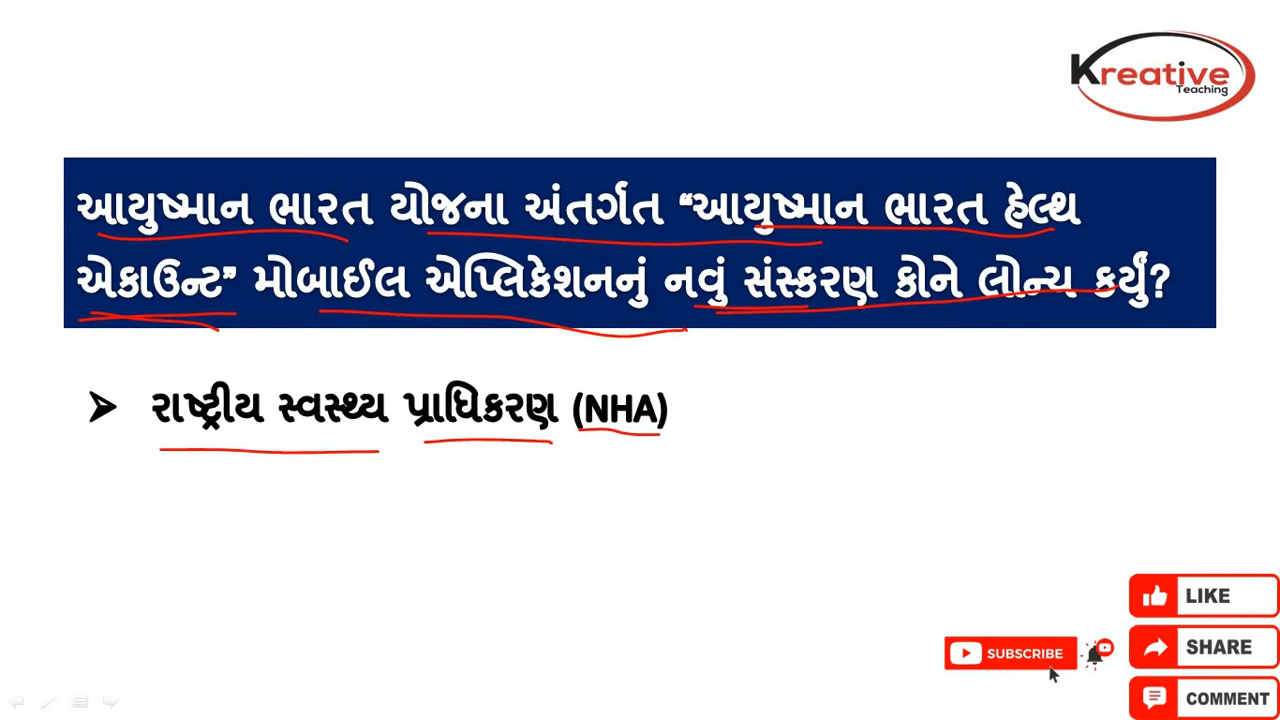 Kreative
Teaching
આયુષ્માન ભારત યોજના અંતર્ગત “આયુષ્માન ભારત હેલ્થ
એકાઉન્ટ” મોબાઈલ એપ્લિકેશનનું નવું સંસ્કરણ કોને લોન્ચ કર્યું?
➤ રાષ્ટ્રીય સ્વસ્થ્ય પ્રાધિકરણ (NHA)
LIKE
SUBSCRIBE
SHARE
COMMENT